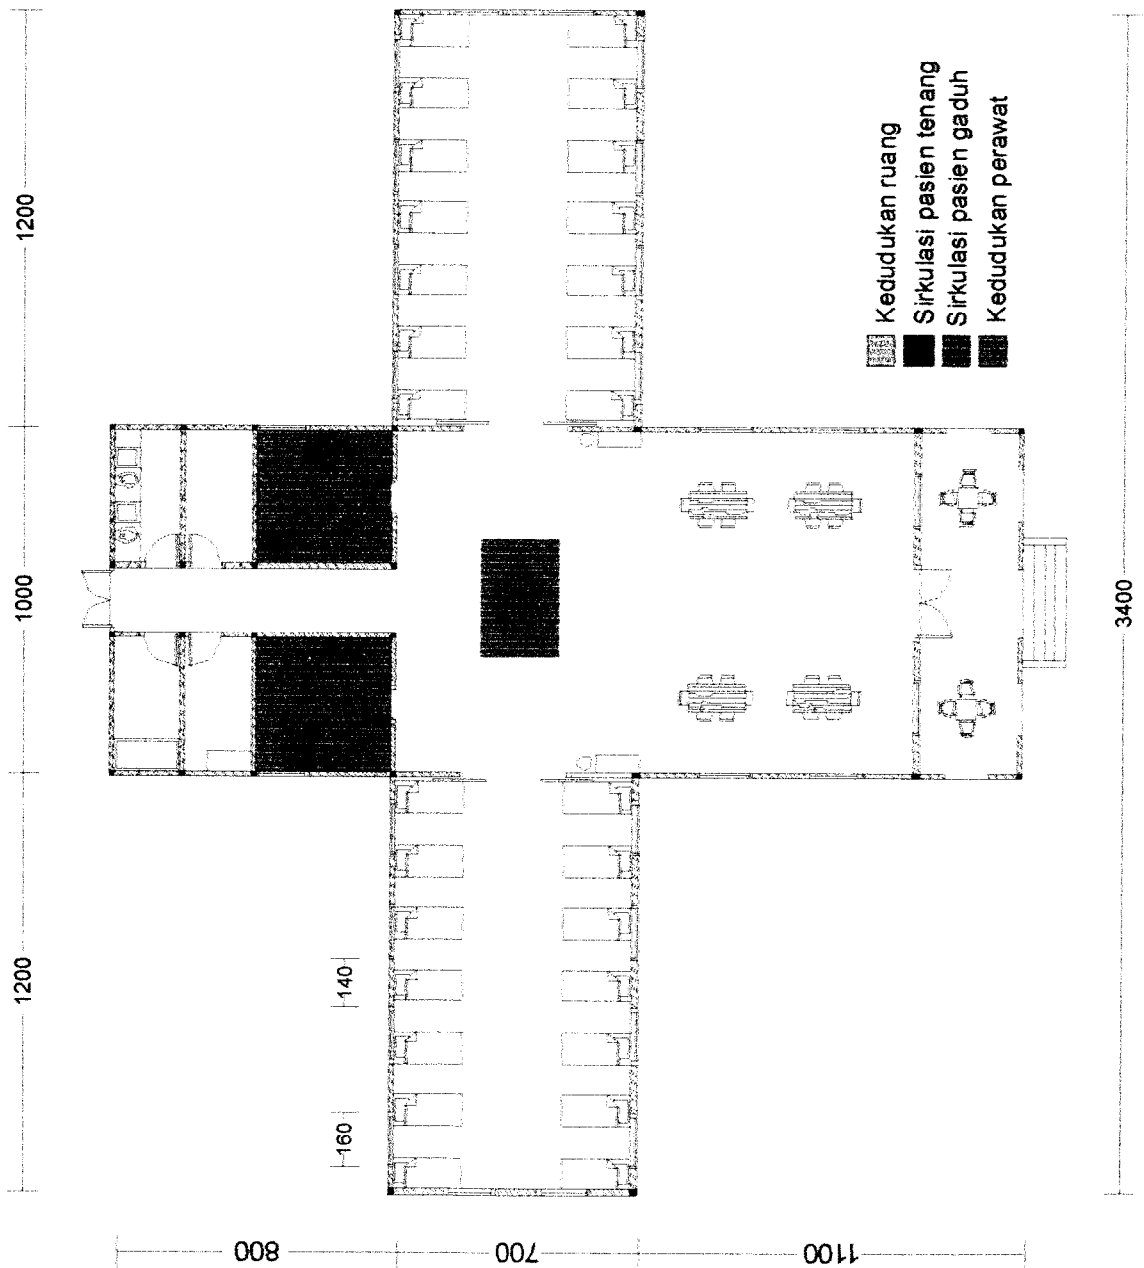 1200
1000
1200
3400
160
140
800
700
1100
Kedudukan ruang
Sirkulasi pasien tenang
Sirkulasi pasien gaduh
Kedudukan perawat